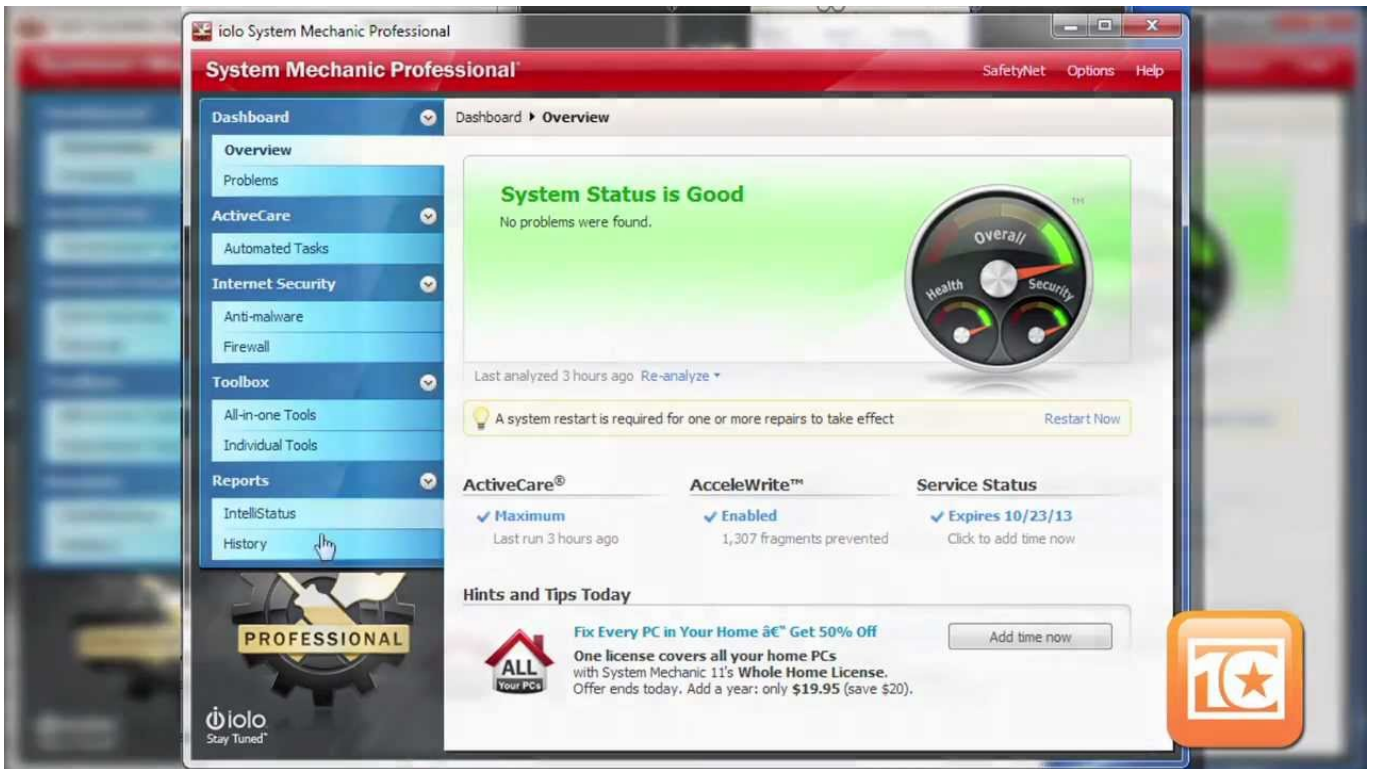 iolo System Mechanic Professional
System Mechanic Professional
SafetyNet Options Help
Dashboard
Overview
Problems
ActiveCare
Automated Tasks
Internet Security
Anti-malware
Firewall
Toolbox
All-in-one Tools
Individual Tools
Reports
IntelliStatus
History
PROFESSIONAL
iolo
Stay Tuned™
Dashboard ▸ Overview
System Status is Good
No problems were found.
TM
Overall
Health Security
Last analyzed 3 hours ago Re-analyze
A system restart is required for one or more repairs to take effect Restart Now
ActiveCare® AcceleWrite™ Service Status
Maximum Enabled Expires 10/23/13
Last run 3 hours ago 1,307 fragments prevented Click to add time now
Hints and Tips Today
ALL
Your PCs
Fix Every PC in Your Home â€" Get 50% Off
One license covers all your home PCs
with System Mechanic 11's Whole Home License.
Offer ends today. Add a year: only $19.95 (save $20).
Add time now